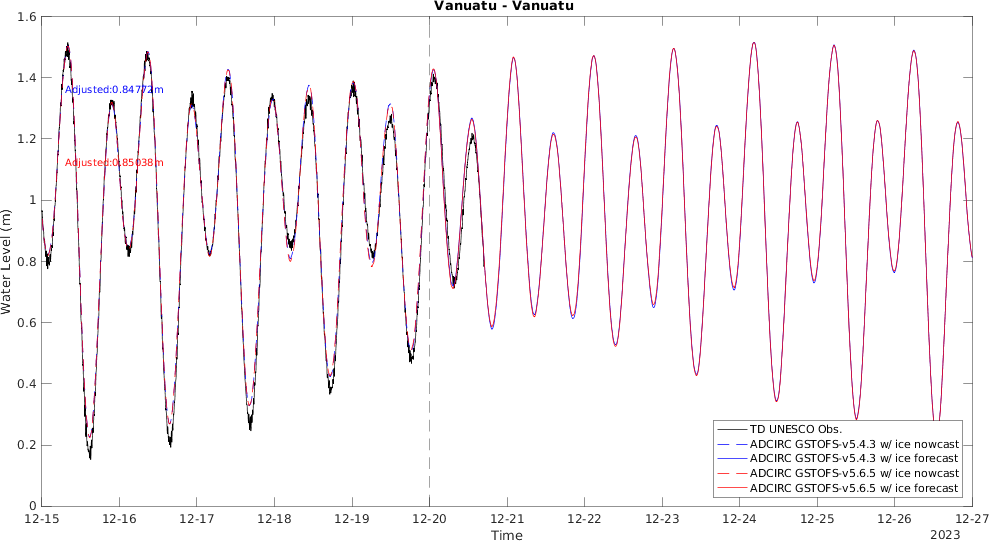 Vanuatu - Vanuatu
1.6
1.4
1.2
1
0.8
0.6
0.4
0.2
0
Water Level (m)
Adjusted:0.84772m
Adjusted:0.85038m
TD UNESCO Obs.
ADCIRC GSTOFS-v5.4.3 w/ ice nowcast
ADCIRC GSTOFS-v5.4.3 w/ ice forecast
ADCIRC GSTOFS-v5.6.5 w/ ice nowcast
ADCIRC GSTOFS-v5.6.5 w/ ice forecast
12-15 12-16 12-17 12-18 12-19 12-20 12-21 12-22 12-23 12-24 12-25 12-26 12-27
Time
2023